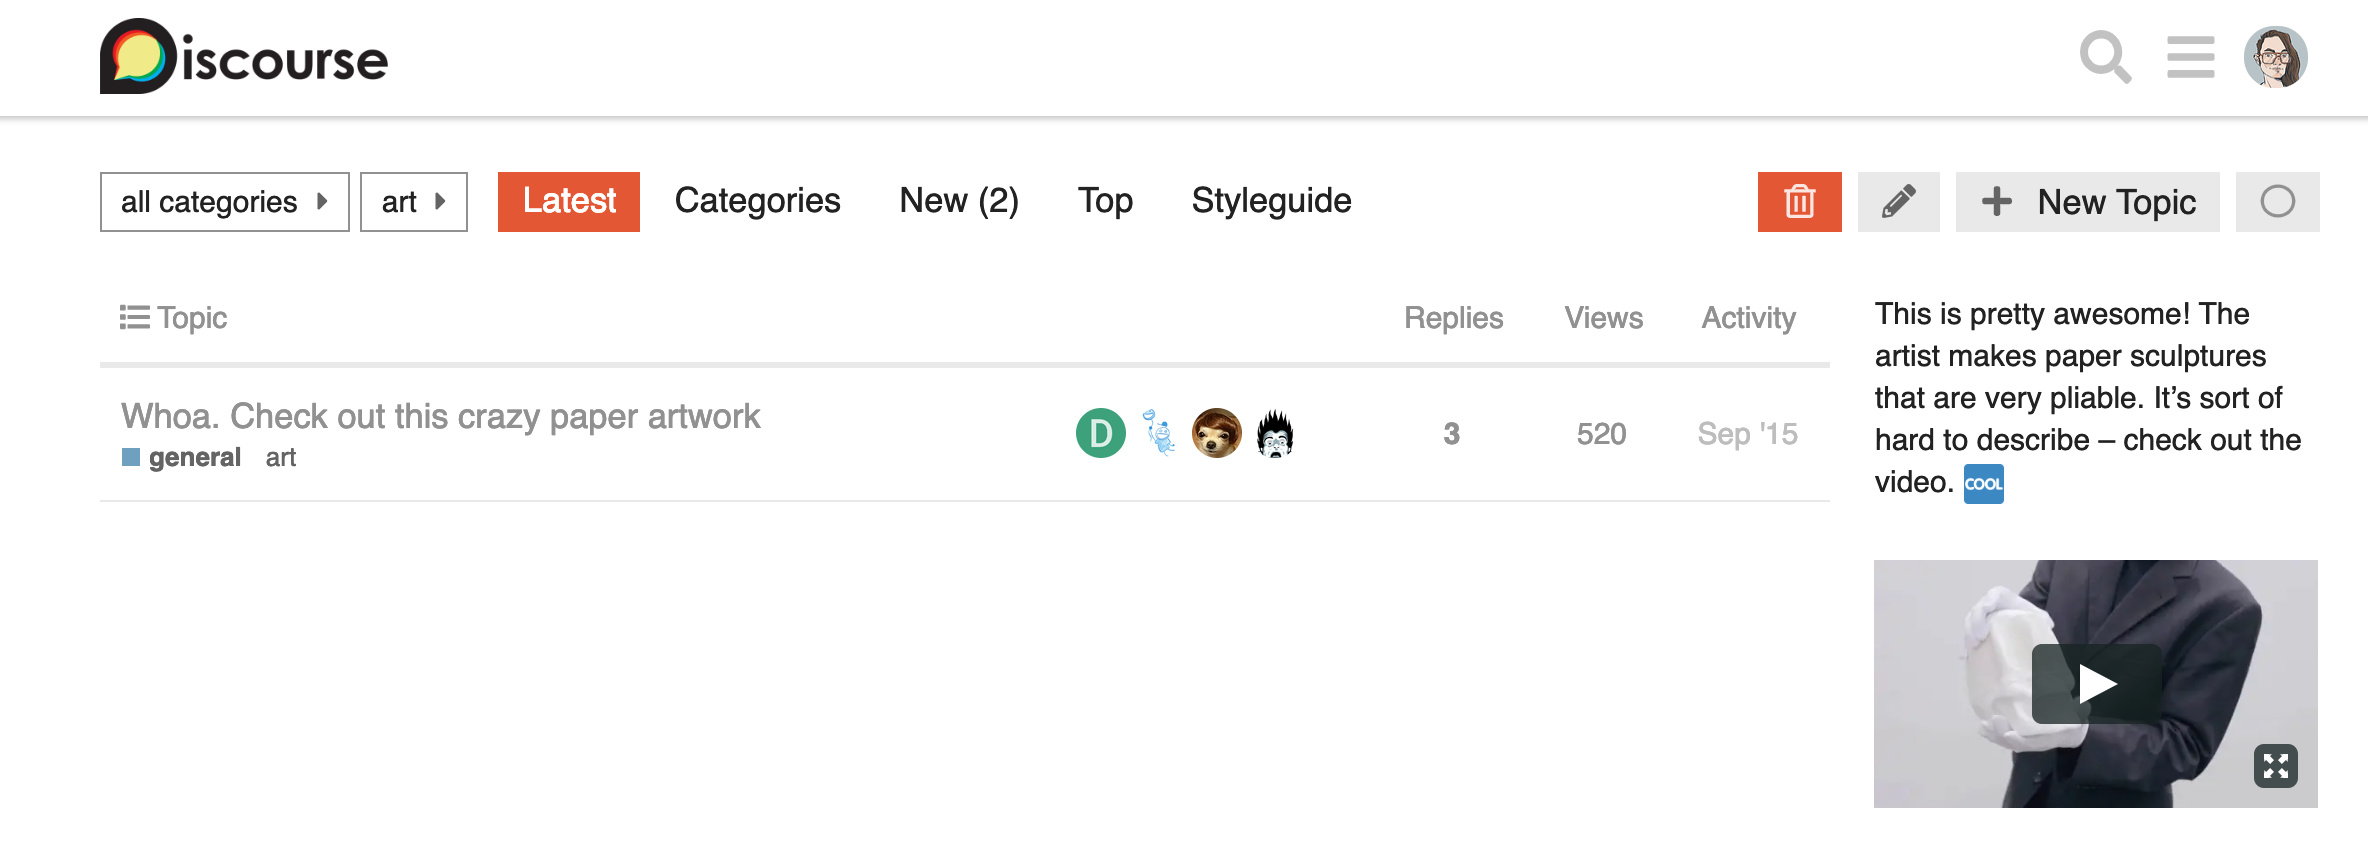 Discourse
all categories
art
Latest
Categories
New (2)
Top
Styleguide
New Topic
Topic
Replies
Views
Activity
Whoa. Check out this crazy paper artwork
general art
D
3
520
Sep '15
This is pretty awesome! The
artist makes paper sculptures
that are very pliable. It’s sort of
hard to describe – check out the
video. COOL